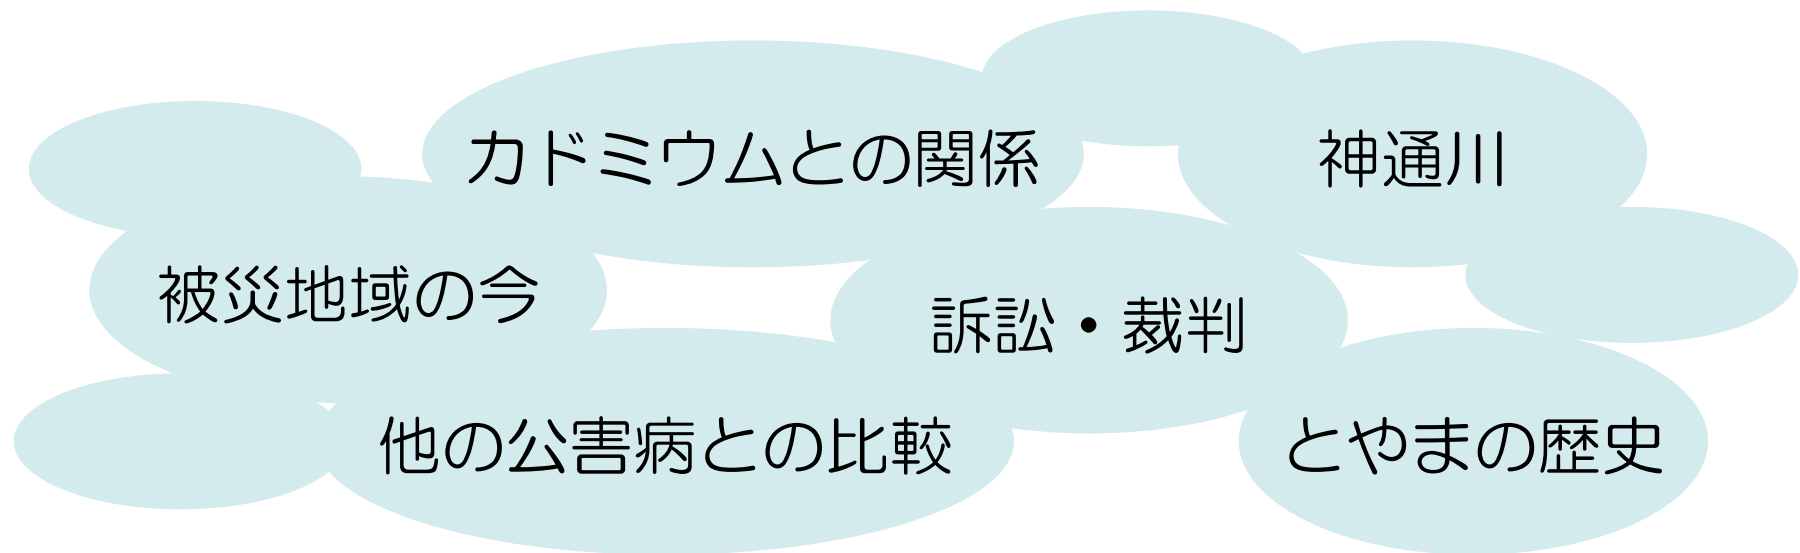 カドミウムとの関係
神通川
被災地域の今
訴訟・裁判
他の公害病との比較
とやまの歴史